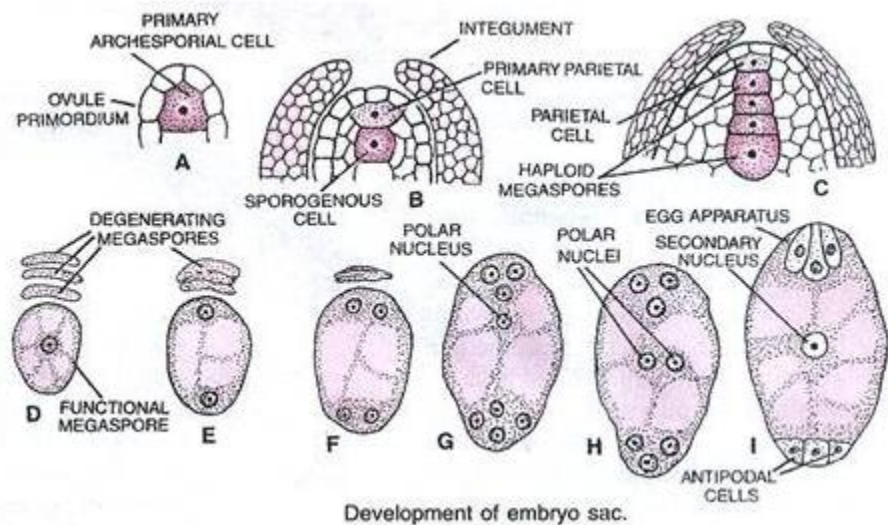 PRIMARY
ARCHESPORIAL CELL
OVULE
PRIMORDIUM
A
INTEGUMENT
PRIMARY PARIETAL
CELL
SPOROGENOUS
CELL
B
PARIETAL
CELL
HAPLOID
MEGASPORES
C
DEGENERATING
MEGASPORES
D
FUNCTIONAL
MEGASPORE
E
F
POLAR
NUCLEUS
G
POLAR
NUCLEI
H
EGG APPARATUS
SECONDARY
NUCLEUS
I
ANTIPODAL
CELLS
Development of embryo sac.